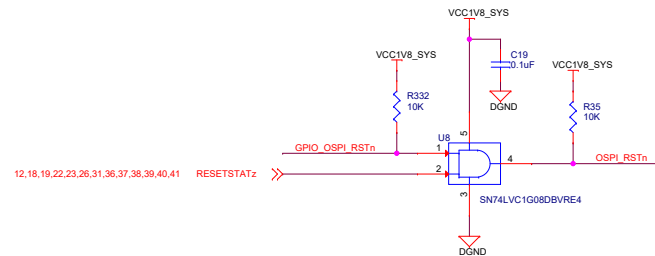 VCC1V8_SYS
VCC1V8_SYS
C19
0.1uF
VCC1V8_SYS
R332
10K
DGND
R35
10K
U8
5
GPIO_OSPI_RSTn
1
4
OSPI_RSTn
12,18,19,22,23,26,31,36,37,38,39,40,41 RESETSTATz
2
3
SN74LVC1G08DBVRE4
DGND